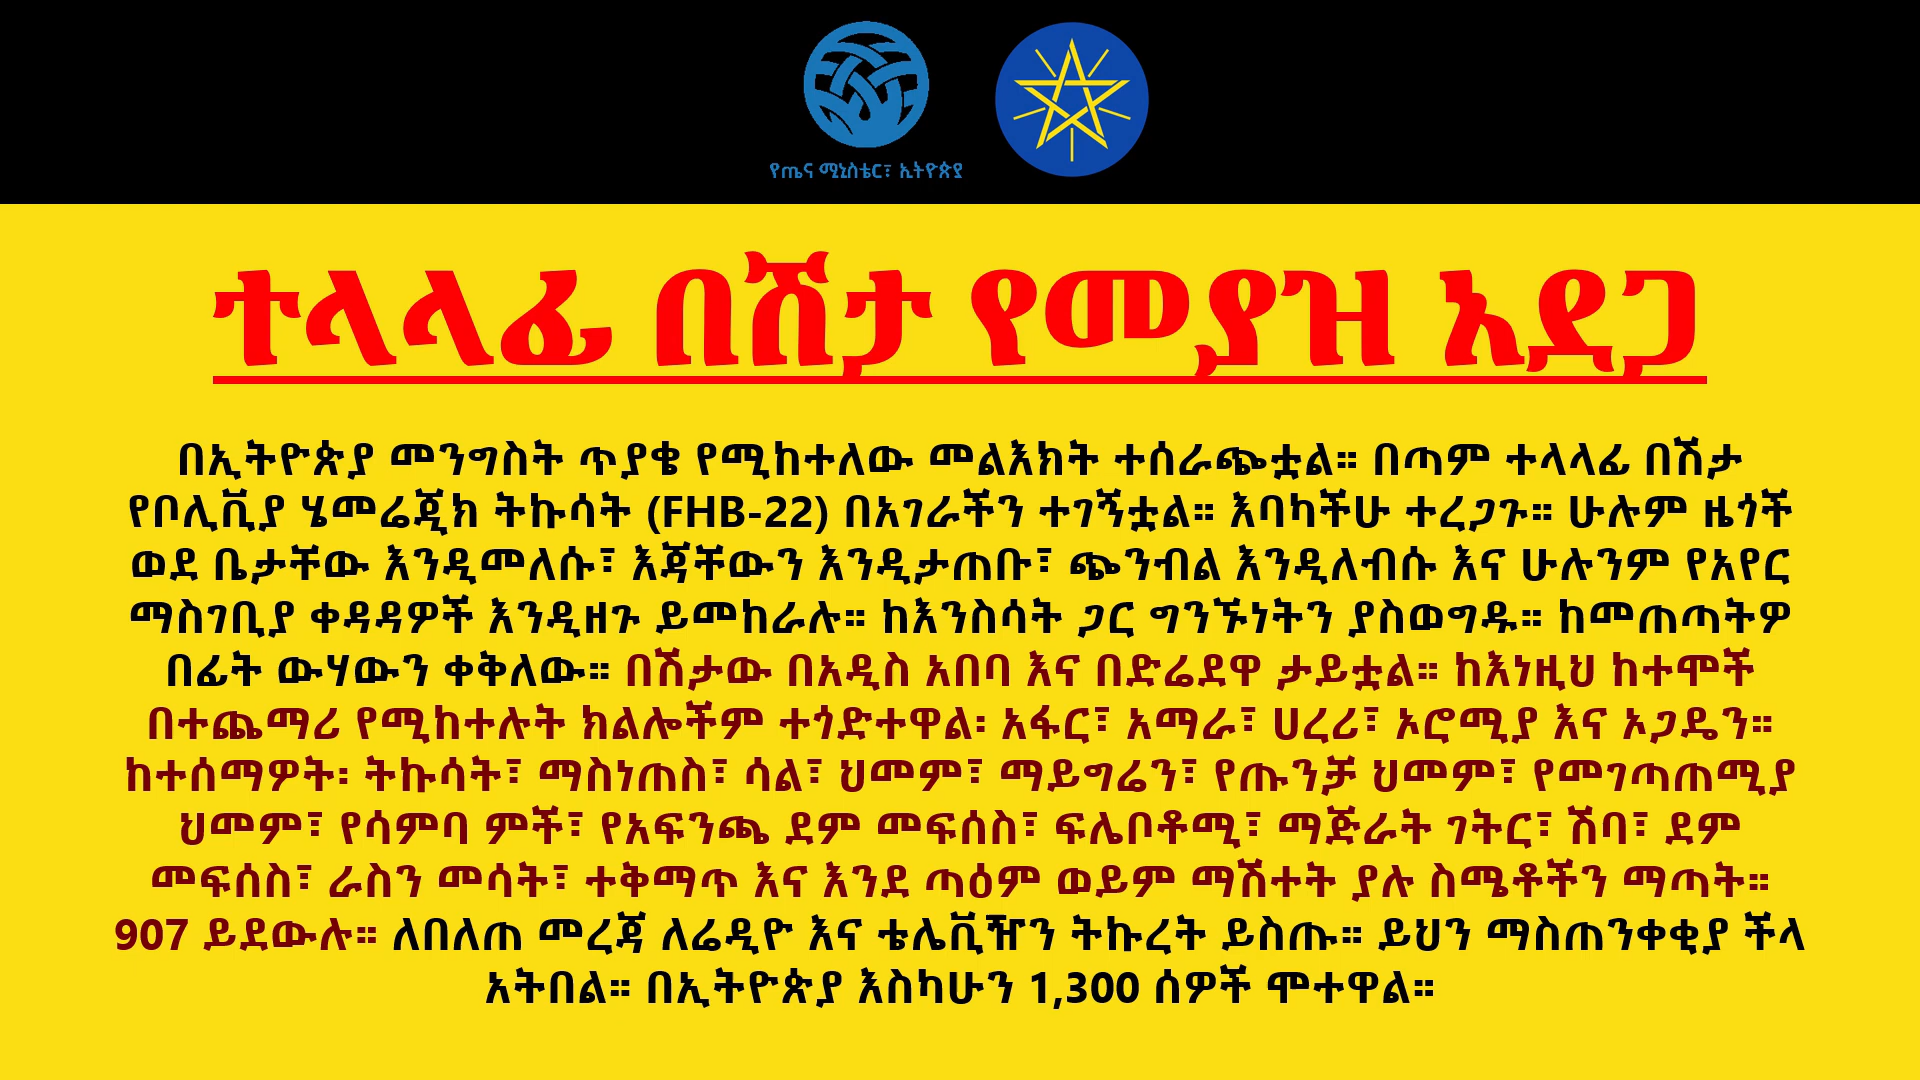 የጤና ሚኒስቴር፣ ኢትዮጵያ
ተላላፊ በሽታ የመያዝ አደጋ
በኢትዮጵያ መንግስት ጥያቄ የሚከተለው መልእክት ተሰራጭቷል። በጣም ተላላፊ በሽታ
የቦሊቪያ ሄመሬጂክ ትኩሳት (FHB-22) በአገራችን ተገኝቷል። እባካችሁ ተረጋጉ። ሁሉም ዜጎች
ወደ ቤታቸው እንዲመለሱ፣ እጃቸውን እንዲታጠቡ፣ ጭንብል እንዲለብሱ እና ሁሉንም የአየር
ማስገቢያ ቀዳዳዎች እንዲዘጉ ይመከራሉ። ከእንስሳት ጋር ግንኙነትን ያስወግዱ። ከመጠጣትዎ
በፊት ውሃውን ቀቅለው። በሽታው በአዲስ አበባ እና በድሬደዋ ታይቷል። ከእነዚህ ከተሞች
በተጨማሪ የሚከተሉት ክልሎችም ተጎድተዋል፡ አፋር፣ አማራ፣ ሀረሪ፣ ኦሮሚያ እና ኦጋዴን።
ከተሰማዎት፡ ትኩሳት፣ ማስነጠስ፣ ሳል፣ ህመም፣ ማይግሬን፣ የጡንቻ ህመም፣ የመገጣጠሚያ
ህመም፣ የሳምባ ምች፣ የአፍንጫ ደም መፍሰስ፣ ፍሌቦቶሚ፣ ማጅራት ገትር፣ ሽባ፣ ደም
መፍሰስ፣ ራስን መሳት፣ ተቅማጥ እና እንደ ጣዕም ወይም ማሽተት ያሉ ስሜቶችን ማጣት።
907 ይደውሉ። ለበለጠ መረጃ ለሬዲዮ እና ቴሌቪዥን ትኩረት ይስጡ። ይህን ማስጠንቀቂያ ችላ
አትበል። በኢትዮጵያ እስካሁን 1,300 ሰዎች ሞተዋል።